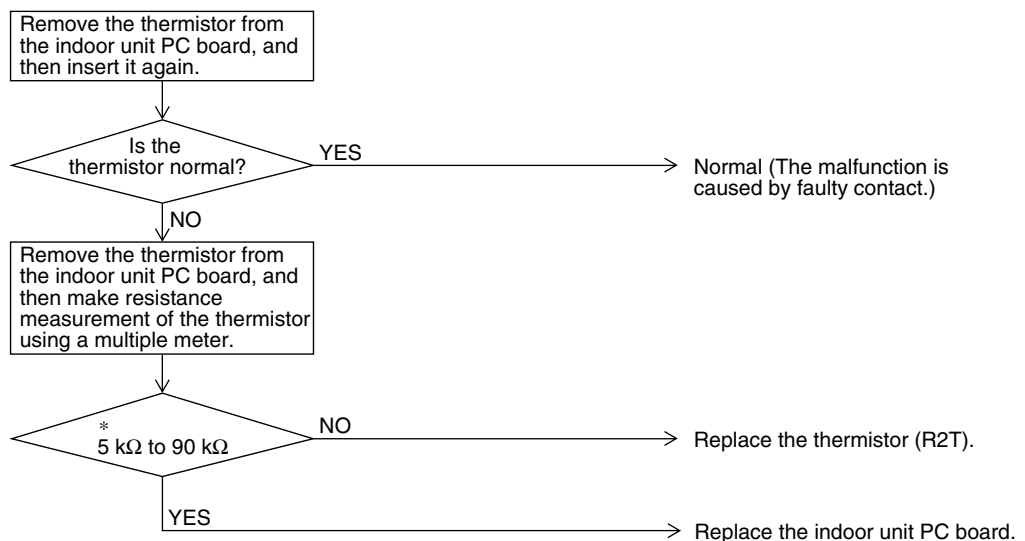 Remove the thermistor from
the indoor unit PC board, and
then insert it again.
Is the
thermistor normal?
YES
Normal (The malfunction is
caused by faulty contact.)
NO
Remove the thermistor from
the indoor unit PC board, and
then make resistance
measurement of the thermistor
using a multiple meter.
*
5 kΩ to 90 kΩ
NO
Replace the thermistor (R2T).
YES
Replace the indoor unit PC board.